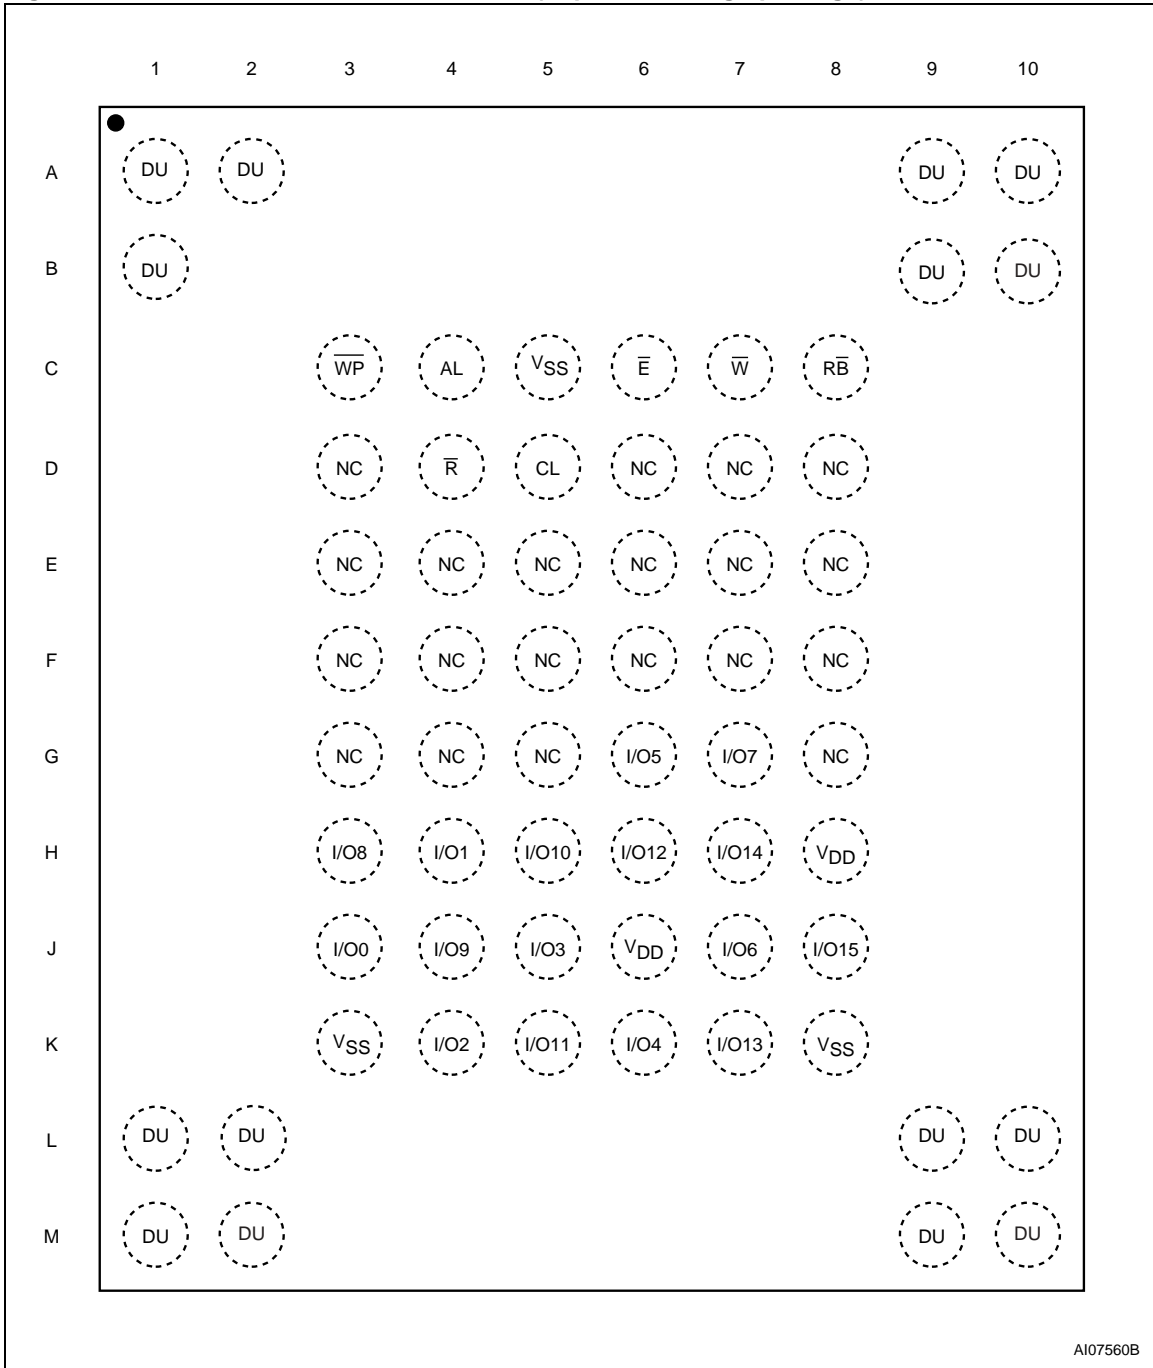 1 2 3 4 5 6 7 8 9 10
A DU DU DU DU
B DU DU DU
C W̅P̅ AL VSS E̅ W̅ RB̅
D NC R̅ CL NC NC NC
E NC NC NC NC NC NC
F NC NC NC NC NC NC
G NC NC NC I/O5 I/O7 NC
H I/O8 I/O1 I/O10 I/O12 I/O14 VDD
J I/O0 I/O9 I/O3 VDD I/O6 I/O15
K VSS I/O2 I/O11 I/O4 I/O13 VSS
L DU DU DU DU
M DU DU DU DU
AI07560B